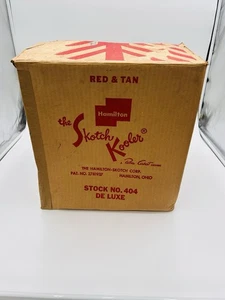 RED & TAN
Hamilton
the Skotch Kooler®
THE HAMILTON-SKOTCH CORP.
HAMILTON, OHIO
STOCK NO. 404
DE LUXE